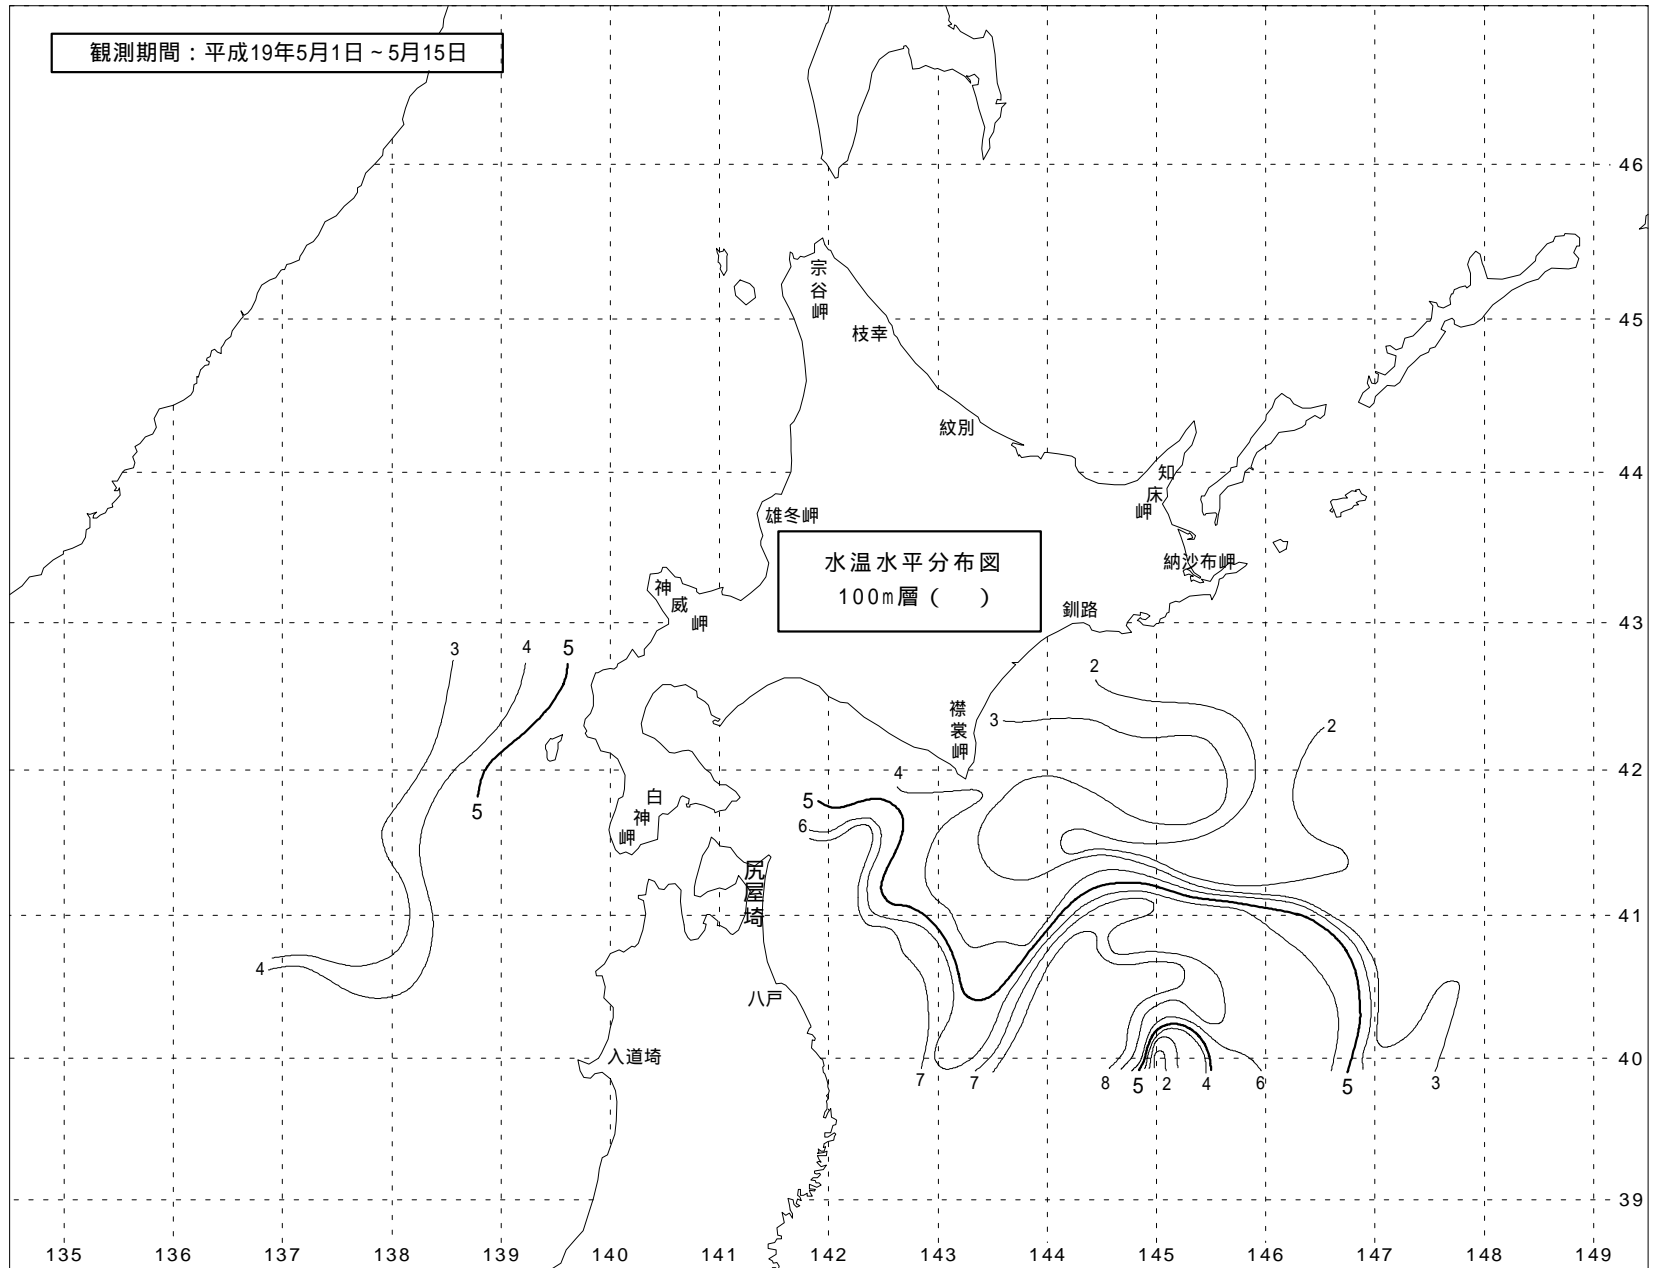 観測期間：平成19年5月1日～5月15日
46
宗谷岬
45
枝幸
紋別
44
知床岬
雄冬岬
水温水平分布図
100m層（　）
納沙布岬
神威岬
釧路
43
3
4
5
2
襟裳岬
3
2
42
4
5
白神岬
5
6
尻屋埼
41
4
八戸
入道埼
40
7
7
8
5
2
4
6
5
3
39
135 136 137 138 139 140 141 142 143 144 145 146 147 148 149